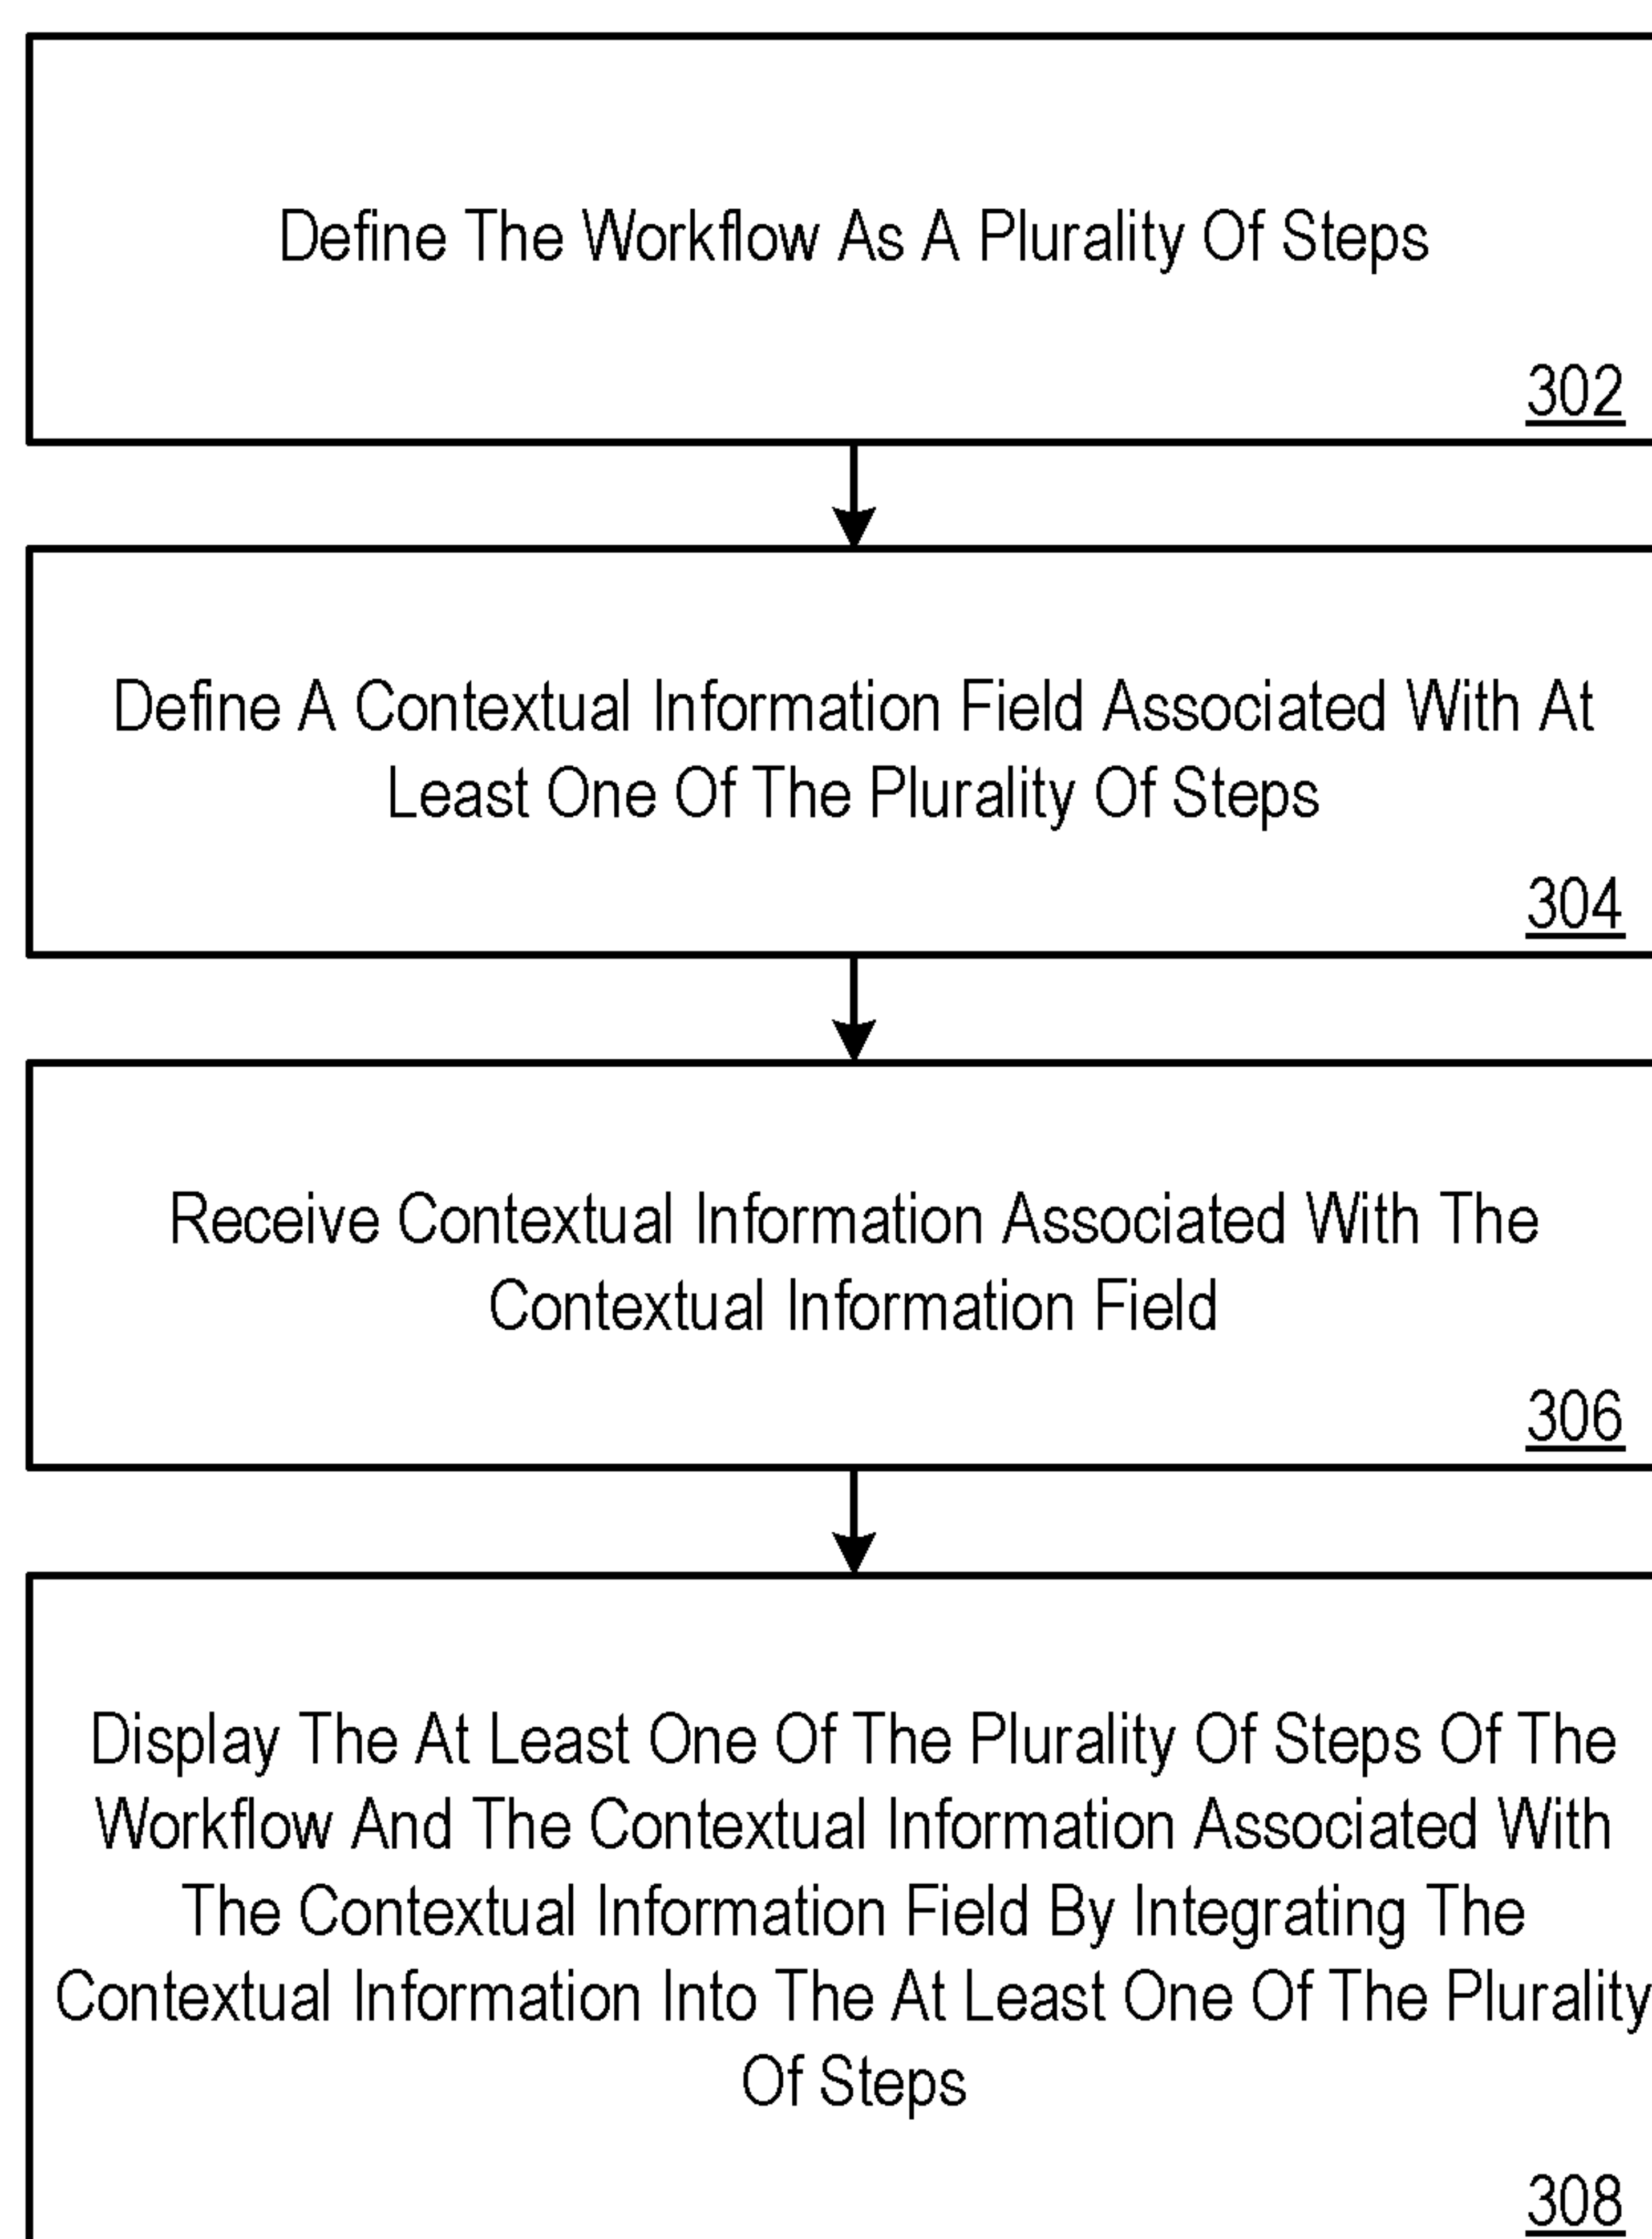 Define The Workflow As A Plurality Of Steps
302
Define A Contextual Information Field Associated With At
Least One Of The Plurality Of Steps
304
Receive Contextual Information Associated With The
Contextual Information Field
306
Display The At Least One Of The Plurality Of Steps Of The
Workflow And The Contextual Information Associated With
The Contextual Information Field By Integrating The
Contextual Information Into The At Least One Of The Plurality
Of Steps
308